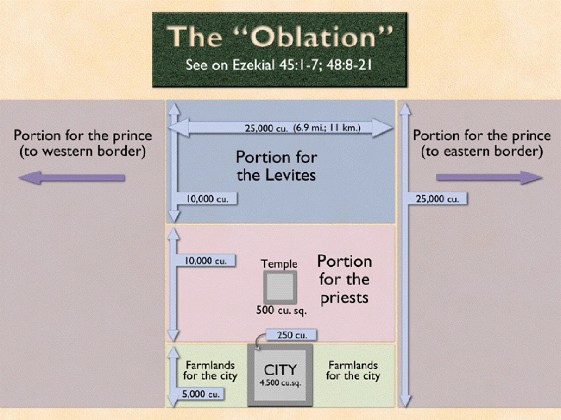 The “Oblation”
See on Ezekial 45:1-7; 48:8-21
Portion for the prince
(to western border)
25,000 cu. (6.9 mi.; 11 km.)
Portion for
the Levites
10,000 cu.
Portion for the prince
(to eastern border)
25,000 cu.
10,000 cu.
Temple
500 cu. sq.
Portion
for the
priests
250 cu.
Farmlands
for the city
5,000 cu.
CITY
4,500 cu.sq.
Farmlands
for the city